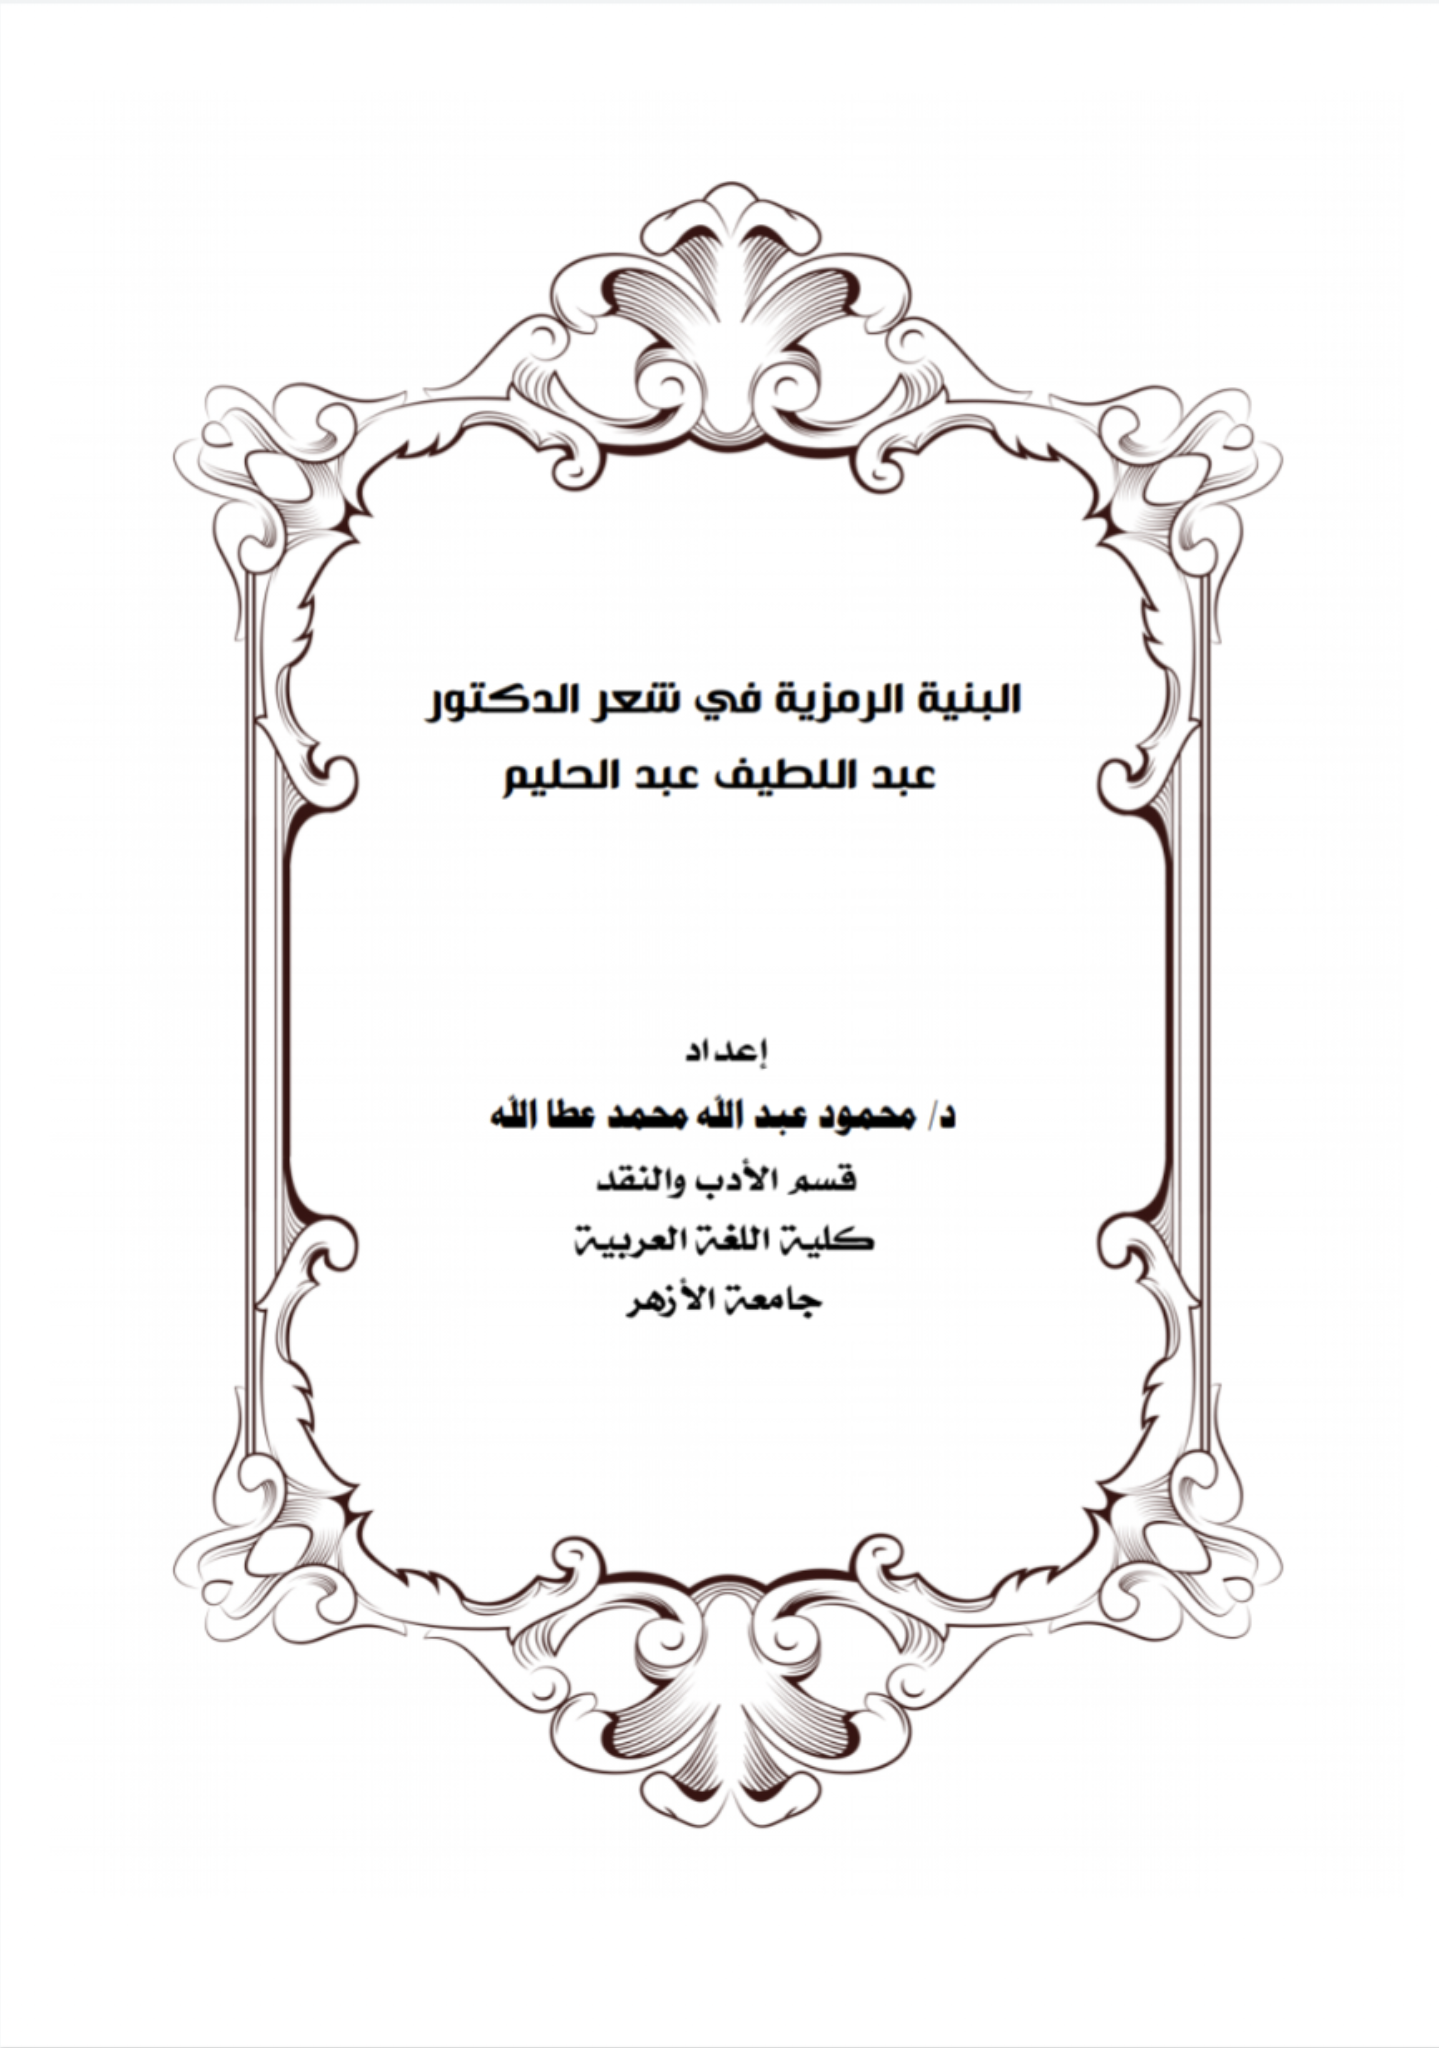 البنية الرمزية في شعر الدكتور
عبد اللطيف عبد الحليم
إعداد
د/ محمود عبد الله محمد عطا الله
قسم الأدب والنقد
كلية اللغة العربية
جامعة الأزهر